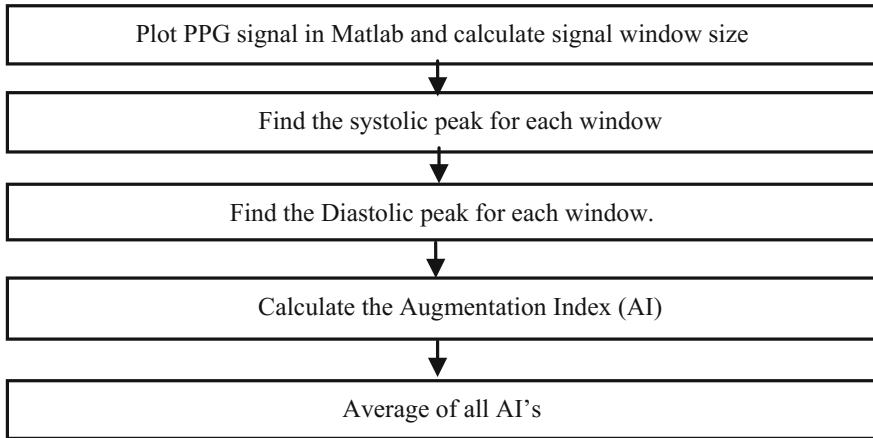 Plot PPG signal in Matlab and calculate signal window size
Find the systolic peak for each window
Find the Diastolic peak for each window.
Calculate the Augmentation Index (AI)
Average of all AI’s